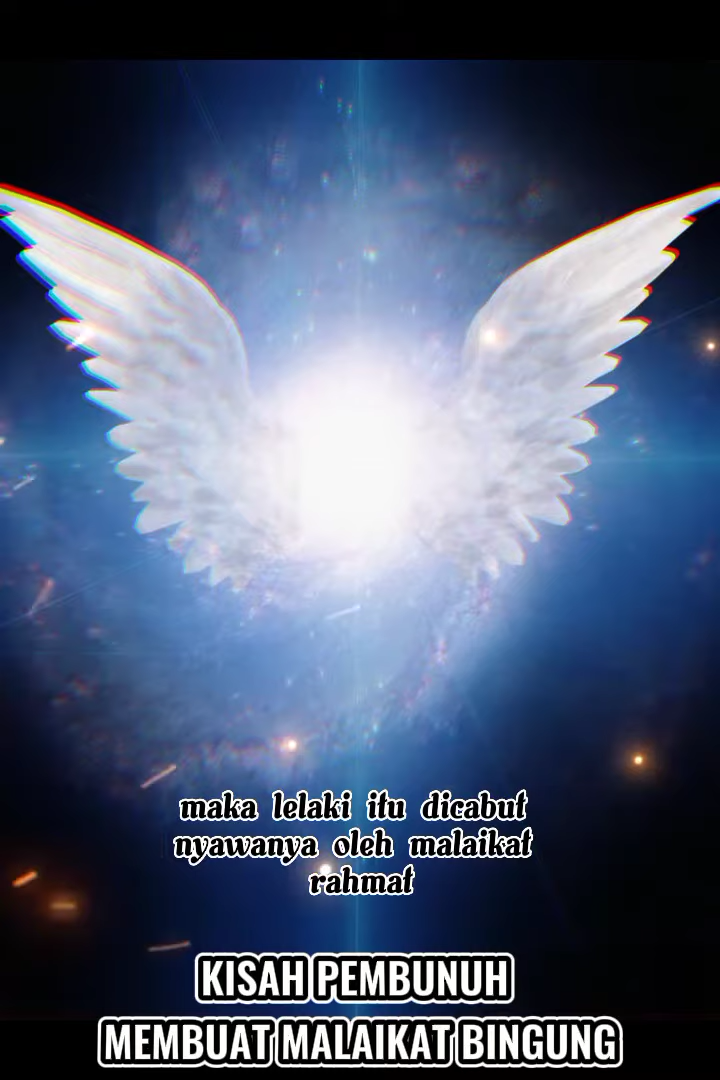 maka lelaki itu dicabut
nyawanya oleh malaikat
rahmat
KISAH PEMBUNUH
MEMBUAT MALAIKAT BINGUNG